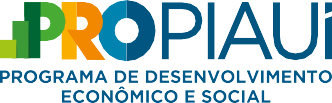 PROPIAUÍ
PROGRAMA DE DESENVOLVIMENTO
ECONÔMICO E SOCIAL